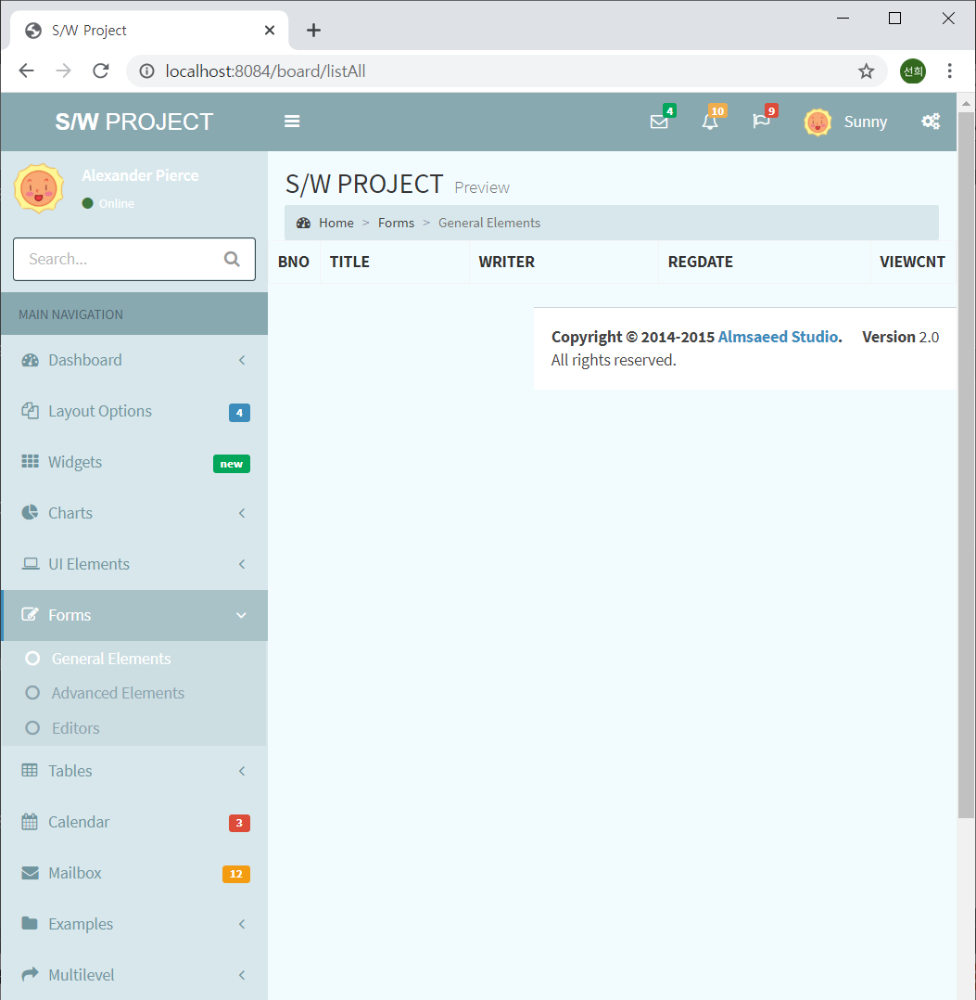 S/W Project
localhost:8084/board/listAll
선희
S/W PROJECT
4
10
9
Sunny
Alexander Pierce
Online
Search...
MAIN NAVIGATION
Dashboard
Layout Options 4
Widgets new
Charts
UI Elements
Forms
General Elements
Advanced Elements
Editors
Tables
Calendar 3
Mailbox 12
Examples
Multilevel
S/W PROJECT Preview
Home > Forms > General Elements
BNO TITLE WRITER REGDATE VIEWCNT
Copyright © 2014-2015 Almsaeed Studio. Version 2.0
All rights reserved.